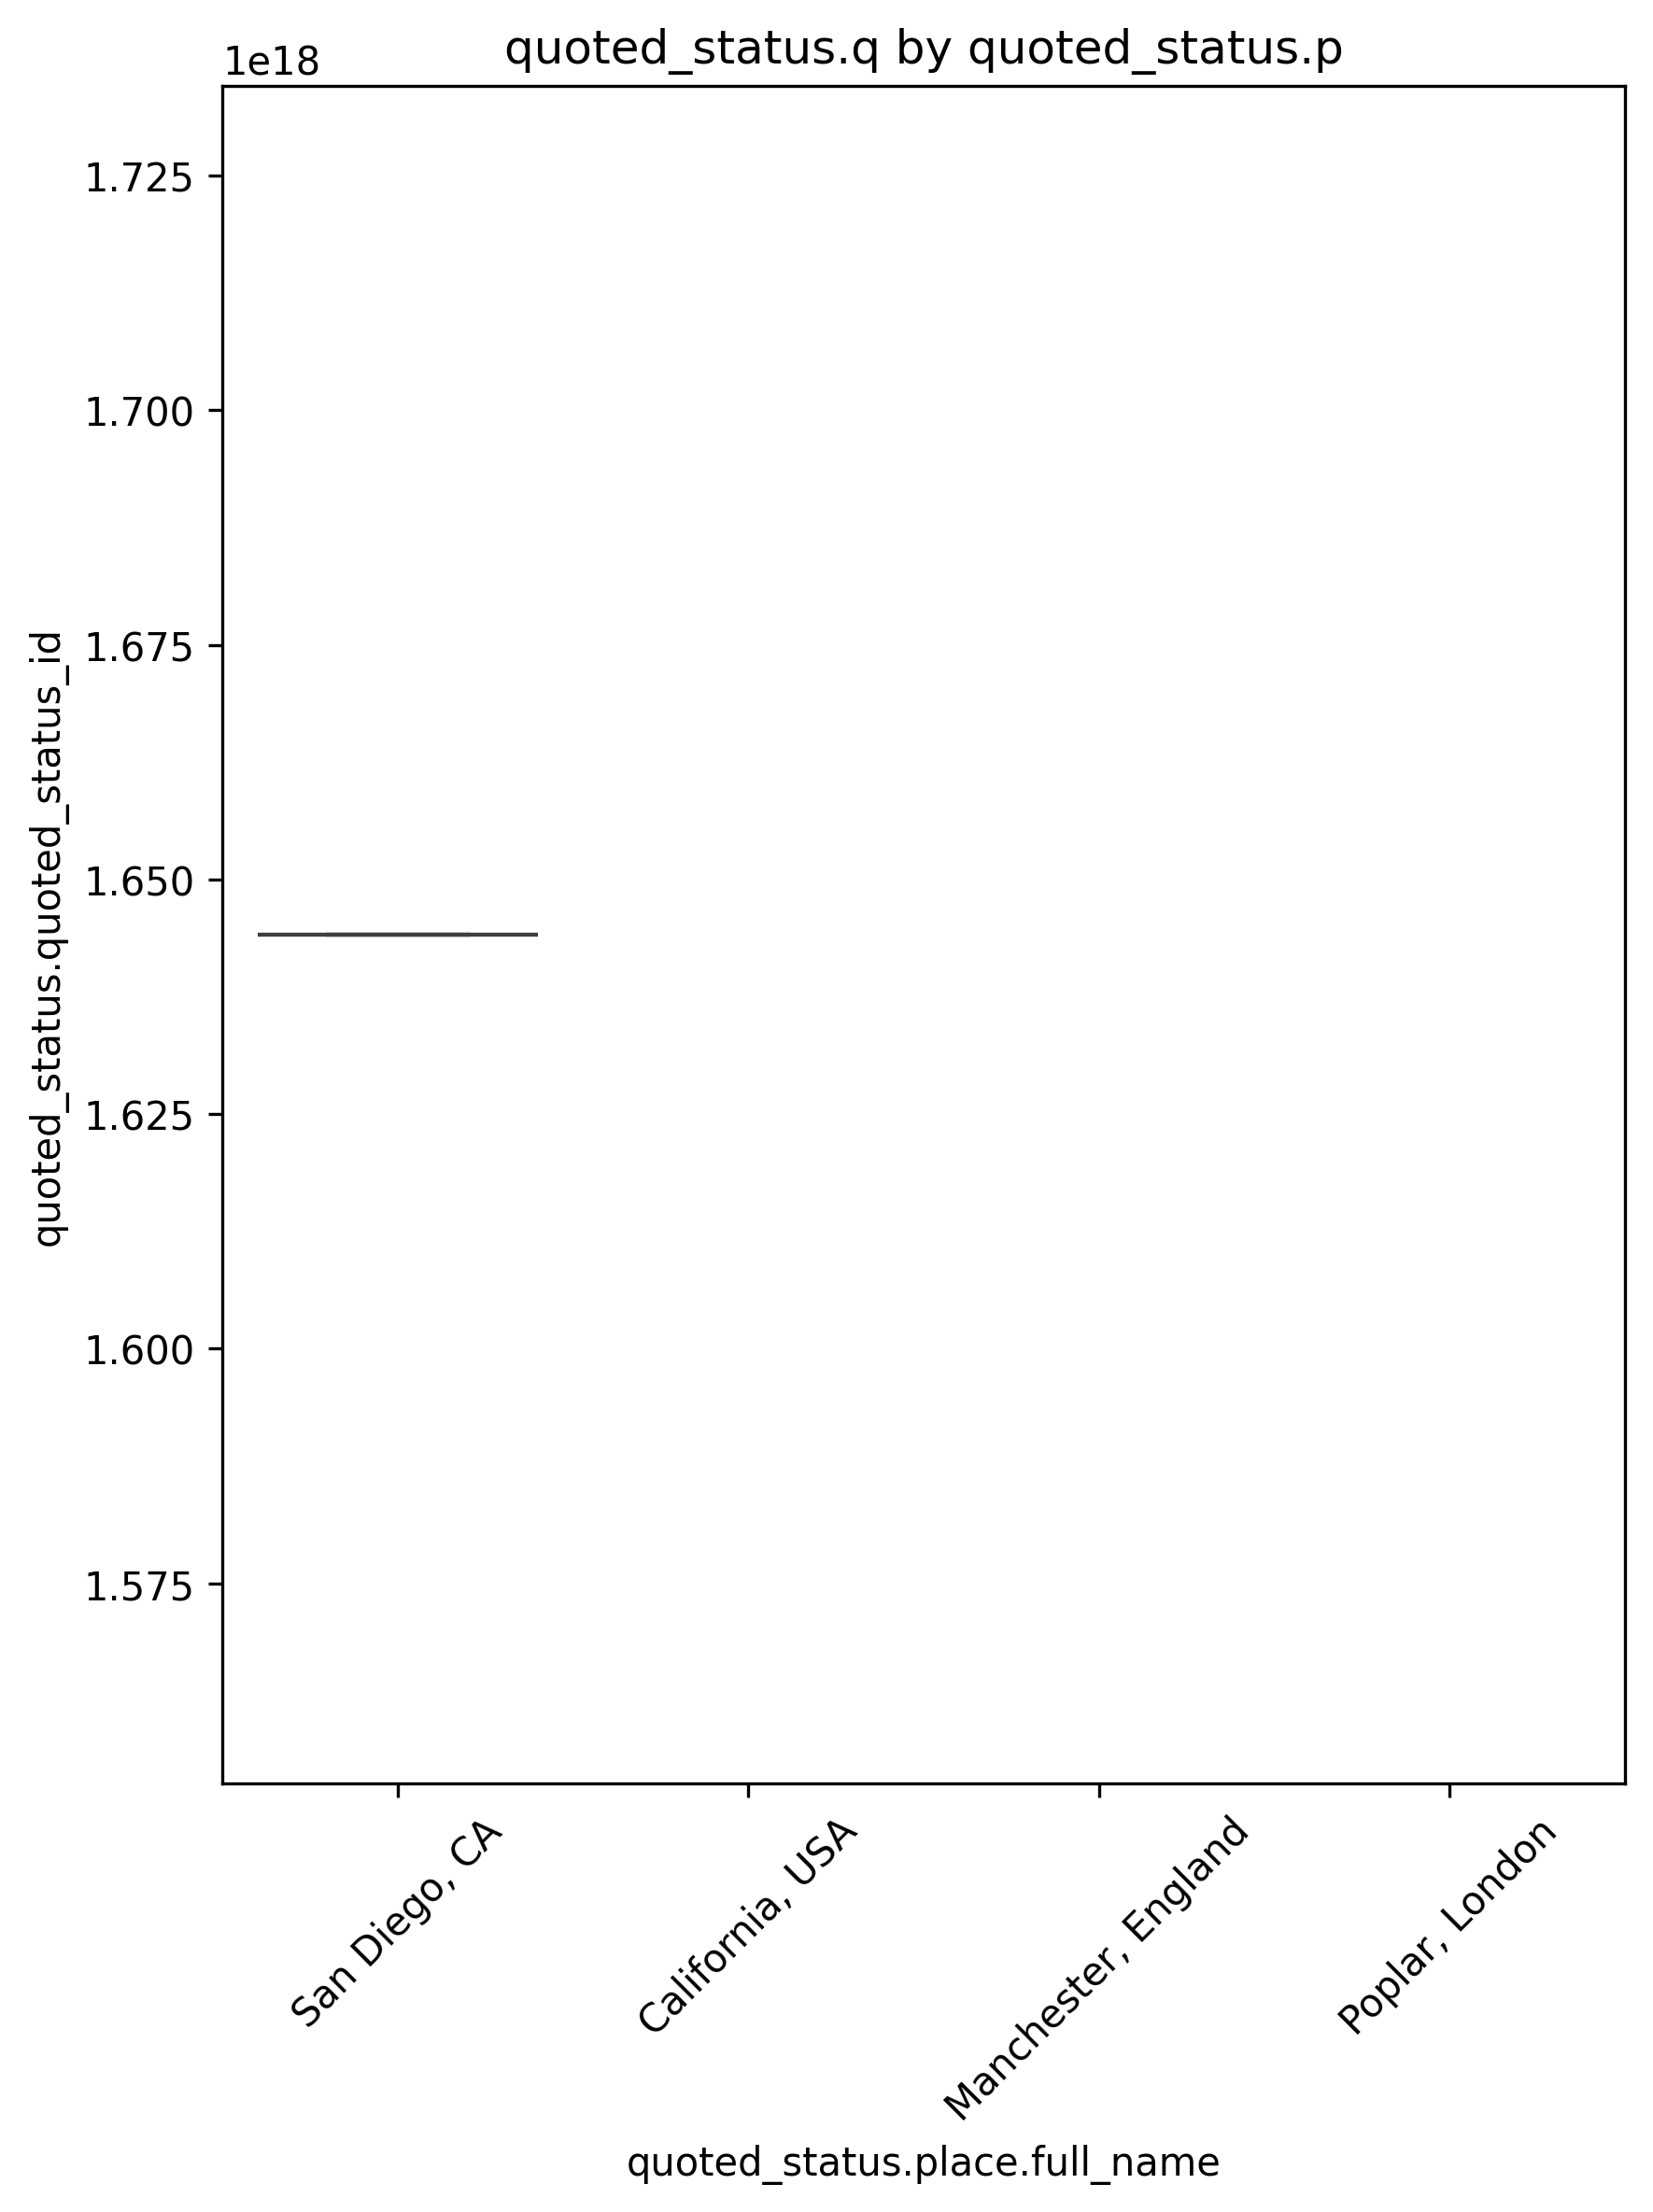 quoted_status.q by quoted_status.p
1e18
1.725
1.700
1.675
1.650
1.625
1.600
1.575
quoted_status.quoted_status_id
San Diego, CA
California, USA
Manchester, England
Poplar, London
quoted_status.place.full_name